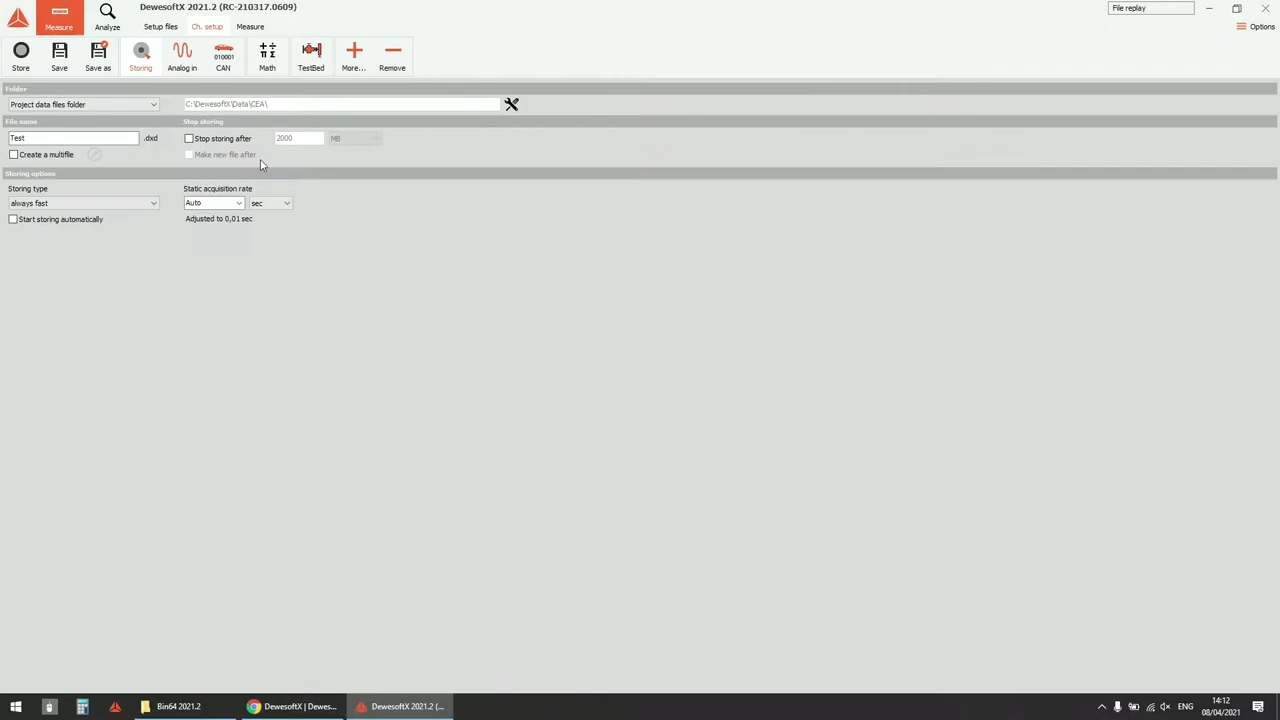 DewesoftX 2021.2 (RC-210317.0609)
File replay
Measure
Analyze
Setup files
Ch. setup
Measure
Options
Store
Save
Save as
Storing
Analog in
010001
CAN
Math
TestBed
More...
Remove
Folder
Project data files folder
C:\DewesoftX\Data\CEA\
File name
Stop storing
Test
.dxd
Stop storing after
2000
MB
Create a multifile
Make new file after
Storing options
Storing type
Static acquisition rate
always fast
Auto
sec
Start storing automatically
Adjusted to 0,01 sec
Bin64 2021.2
DewesoftX | Dewes...
DewesoftX 2021.2 (...
ENG
14:12
08/04/2021